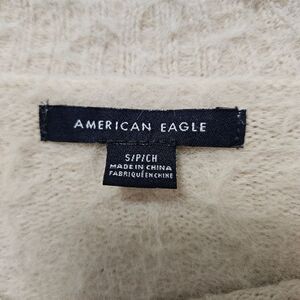 AMERICAN EAGLE
S/P/CH
MADE IN CHINA
FABRIQUÉ EN CHINE